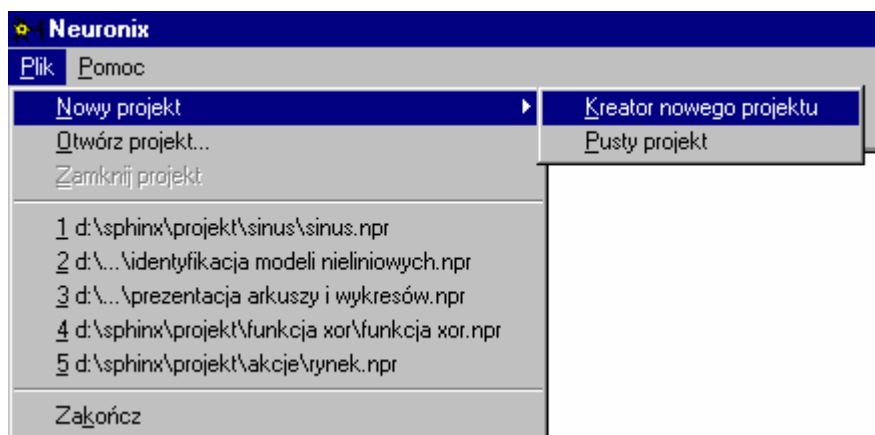 Neuronix
Plik Pomoc
Nowy projekt
Kreator nowego projektu
Otwórz projekt...
Pusty projekt
Zamknij projekt
1 d:\sphinx\projekt\sinus\sinus.npr
2 d:\...\identyfikacja modeli nieliniowych.npr
3 d:\...\prezentacja arkuszy i wykresów.npr
4 d:\sphinx\projekt\funkcja xor\funkcja xor.npr
5 d:\sphinx\projekt\akcje\rynek.npr
Zakończ